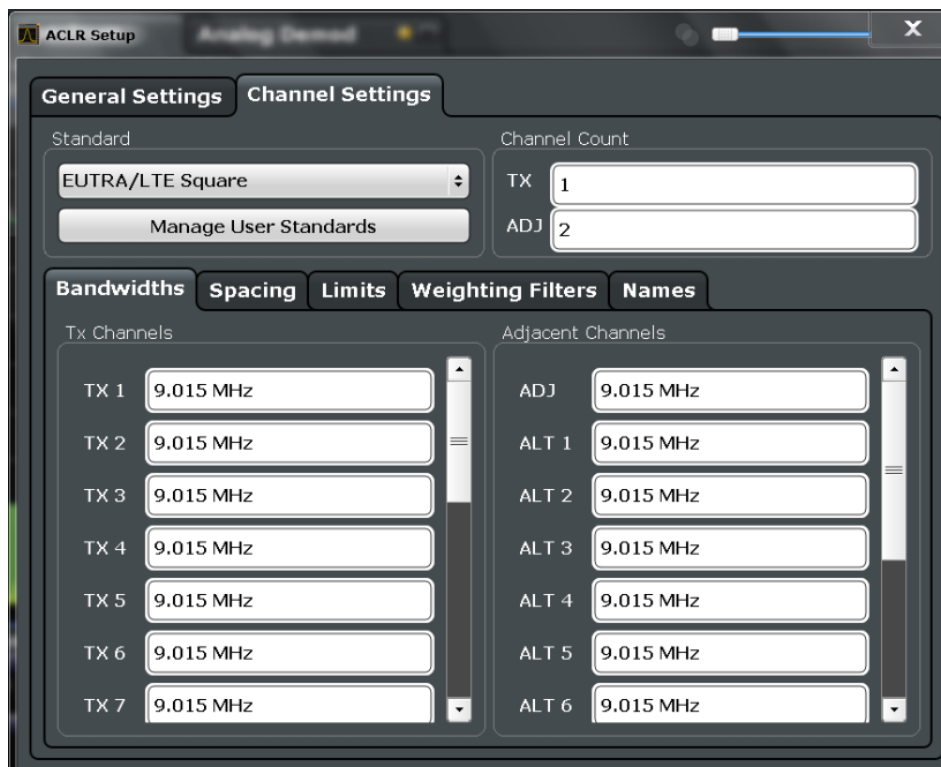 ACLR Setup
Analog Demod
X
General Settings
Channel Settings
Standard
EUTRA/LTE Square
Manage User Standards
Channel Count
TX 1
ADJ 2
Bandwidths
Spacing
Limits
Weighting Filters
Names
Tx Channels
TX 1 9.015 MHz
TX 2 9.015 MHz
TX 3 9.015 MHz
TX 4 9.015 MHz
TX 5 9.015 MHz
TX 6 9.015 MHz
TX 7 9.015 MHz
Adjacent Channels
ADJ 9.015 MHz
ALT 1 9.015 MHz
ALT 2 9.015 MHz
ALT 3 9.015 MHz
ALT 4 9.015 MHz
ALT 5 9.015 MHz
ALT 6 9.015 MHz